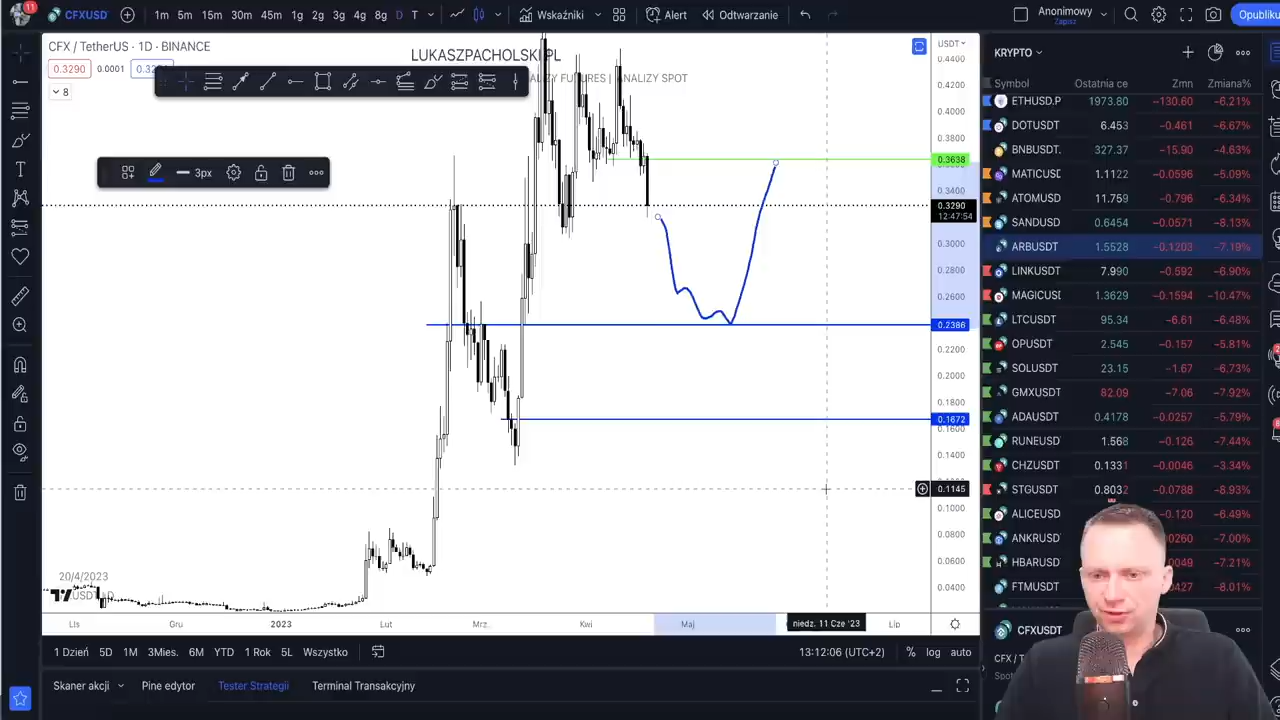 11
CFXUSD
1m 5m 15m 30m 45m 1g 2g 3g 4g 8g D T
Wskaźniki
Alert
Odtwarzanie
Anonimowy
Zapisz
Opubliku
CFX / TetherUS · 1D · BINANCE
0.3290 0.0001
8
LUKASZPACHOLSKI.PL
ANALIZY SPOT
3px
USDT
0.4400
0.4200
0.4000
0.3800
0.3638
0.3400
0.3290
12:47:54
0.3000
0.2800
0.2600
0.2386
0.2200
0.2000
0.1672
0.1600
0.1400
0.1145
0.1000
0.0800
0.0600
0.0400
20/4/2023
Lis Gru 2023 Lut Mrz Kwi Maj niedz. 11 Cze '23 Lip
1 Dzień 5D 1M 3Mies. 6M YTD 1 Rok 5L Wszystko
13:12:06 (UTC+2) % log auto
Skaner akcji Pine edytor Tester Strategii Terminal Transakcyjny
KRYPTO
Symbol Ostatnia ce Zmn Zmiana%
ETHUSD.P 1973.80 −130.60 −6.21%
DOTUSDT 6.453 −0.461 −6.67%
BNBUSDT. 327.37 −15.90 −4.63%
MATICUSI 1.1122 −0.0596 −5.09%
ATOMUSD 11.759 −0.796 −6.34%
SANDUSD 0.6454 −0.0571 −8.13%
ARBUSDT 1.5528 −0.1203 −7.19%
LINKUSDT 7.990 −0.592 −6.90%
MAGICUSI 1.3629 −0.1594 −10.47%
LTCUSDT 95.34 −6.61 −6.48%
OPUSDT 2.545 −0.157 −5.81%
SOLUSDT 23.15 −1.67 −6.73%
GMXUSDT 82.09 −7.06 −7.92%
ADAUSDT 0.4178 −0.0257 −5.79%
RUNEUSD 1.568 −0.126 −7.44%
CHZUSDT 0.1331 −0.0046 −3.34%
STGUSDT 0.8032 −0.0788 −8.93%
ALICEUSD −0.120 −6.49%
ANKRUSD 0260 −7.00%
HBARUSD 0049 −7.21%
FTMUSDT 0427 −8.01%
CFXUSDT